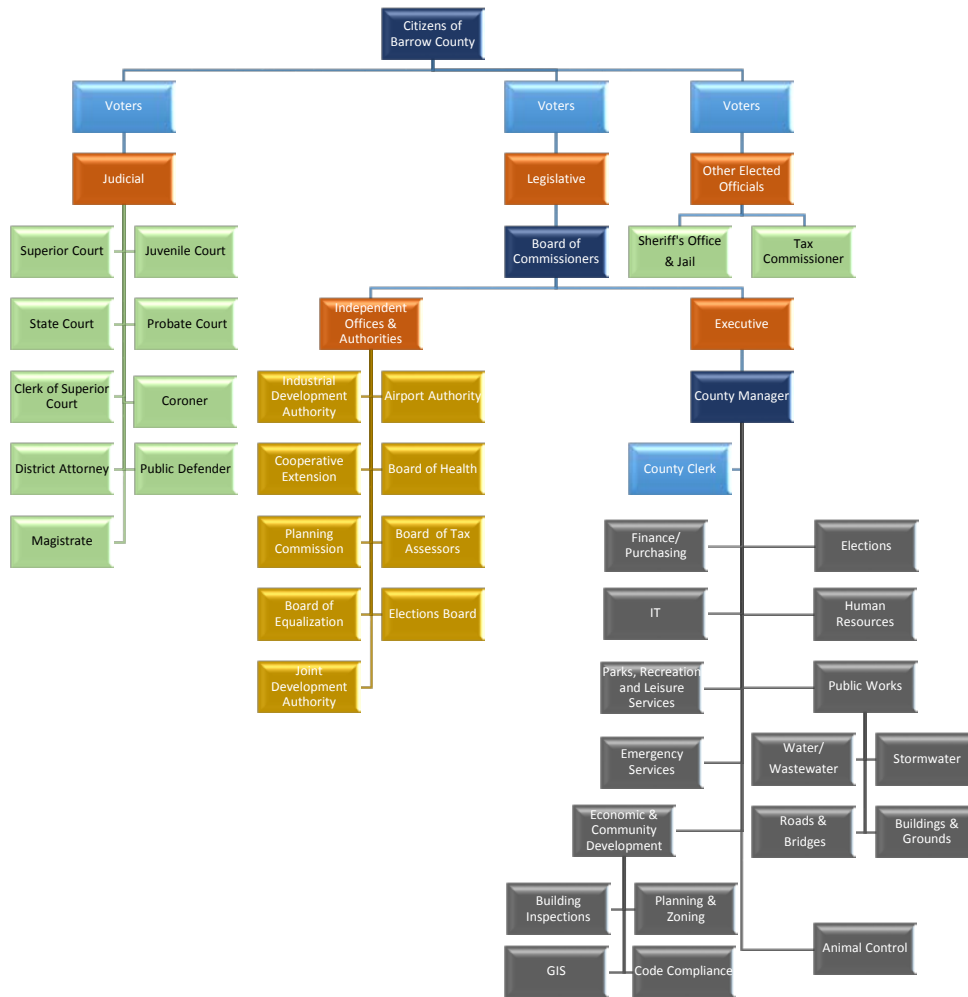 Citizens of
Barrow County
Voters
Voters
Voters
Judicial
Legislative
Other Elected
Officials
Superior Court
Juvenile Court
Board of
Commissioners
Sheriff's Office
& Jail
Tax
Commissioner
State Court
Probate Court
Independent
Offices &
Authorities
Executive
Clerk of Superior
Court
Coroner
Industrial
Development
Authority
Airport Authority
County Manager
District Attorney
Public Defender
Cooperative
Extension
Board of Health
County Clerk
Magistrate
Planning
Commission
Board of Tax
Assessors
Finance/
Purchasing
Elections
Board of
Equalization
Elections Board
IT
Human
Resources
Joint
Development
Authority
Parks, Recreation
and Leisure
Services
Public Works
Emergency
Services
Water/
Wastewater
Stormwater
Economic &
Community
Development
Roads &
Bridges
Buildings &
Grounds
Building
Inspections
Planning &
Zoning
Animal Control
GIS
Code Compliance